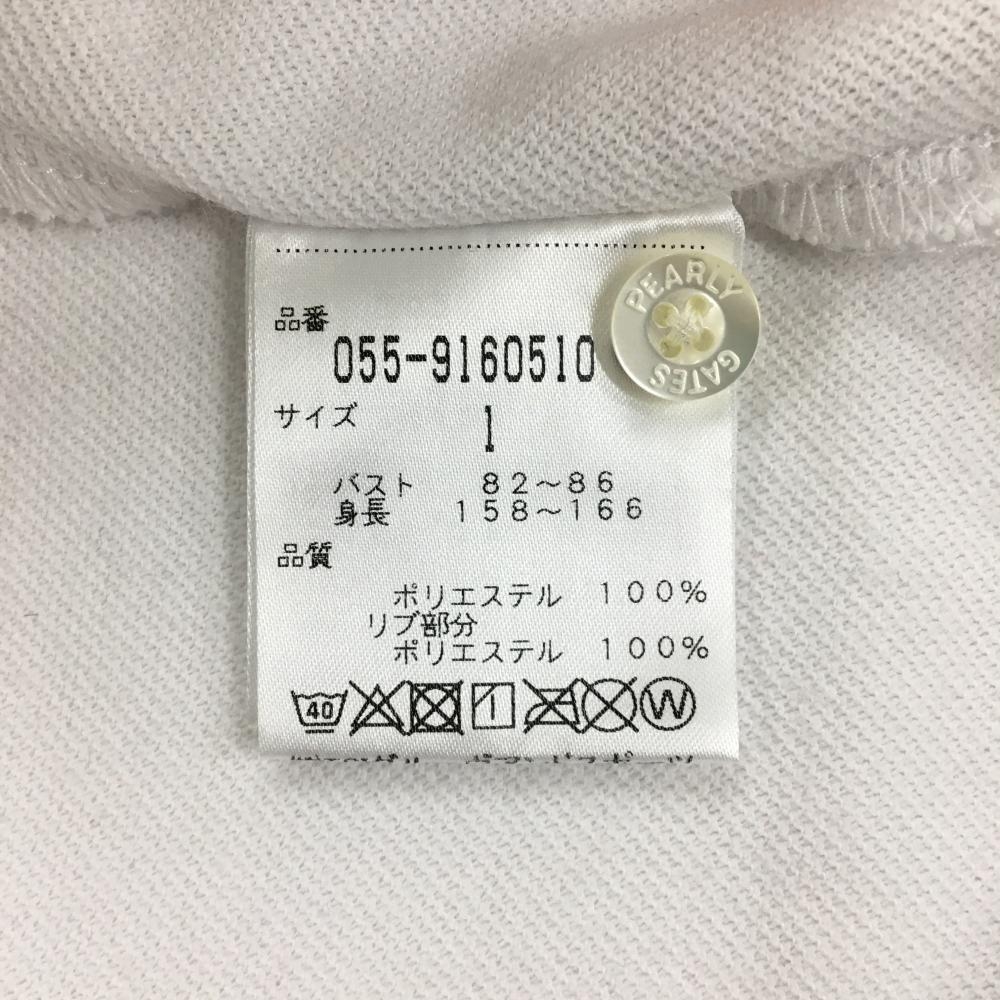 品番
055-9160510
PEARLY
GATES
サイズ
1
バスト 82〜86
身長 158〜166
品質
ポリエステル 100%
リブ部分
ポリエステル 100%
40
W